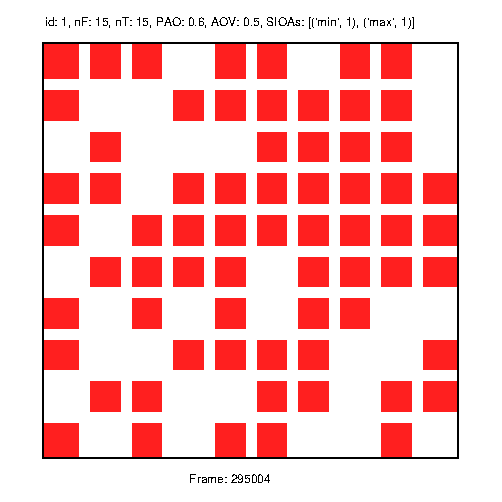 id: 1, nF: 15, nT: 15, PAO: 0.6, AOV: 0.5, SIOAs: [('min', 1), ('max', 1)]
Frame: 295004